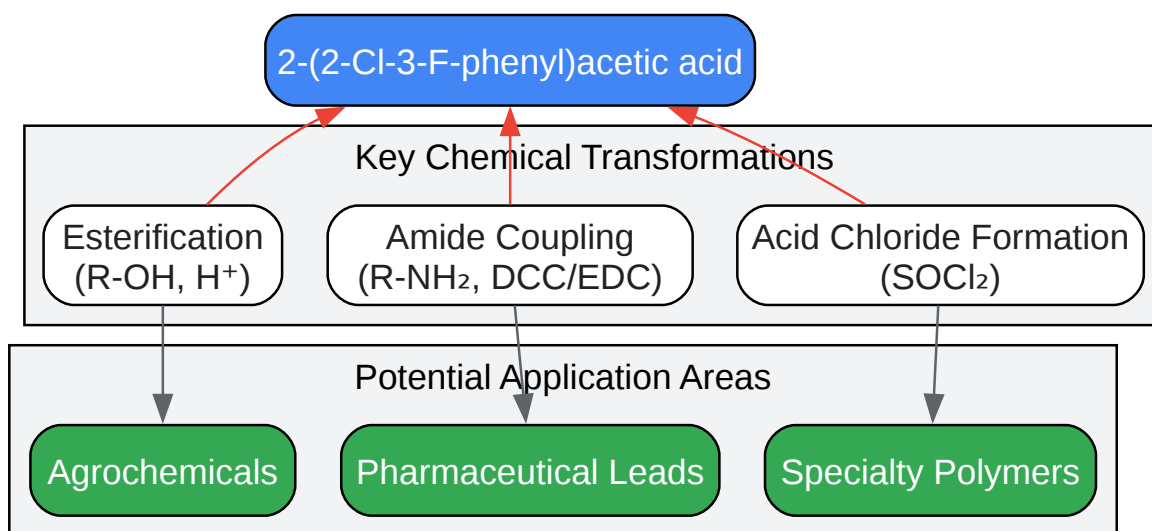 2-(2-Cl-3-F-phenyl)acetic acid
Key Chemical Transformations
Esterification
(R-OH, H⁺)
Amide Coupling
(R-NH₂, DCC/EDC)
Acid Chloride Formation
(SOCl₂)
Potential Application Areas
Agrochemicals
Pharmaceutical Leads
Specialty Polymers